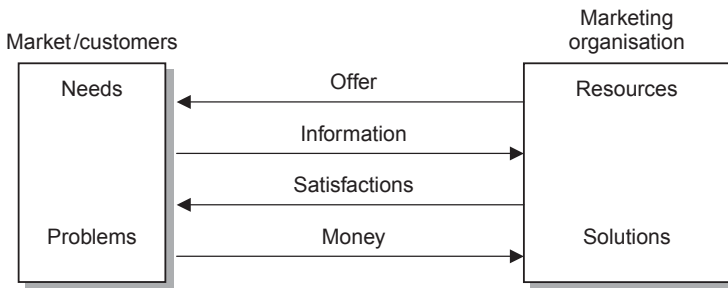 Marketing
Market/customers
organisation
Needs
Offer
Resources
Information
Satisfactions
Problems
Money
Solutions